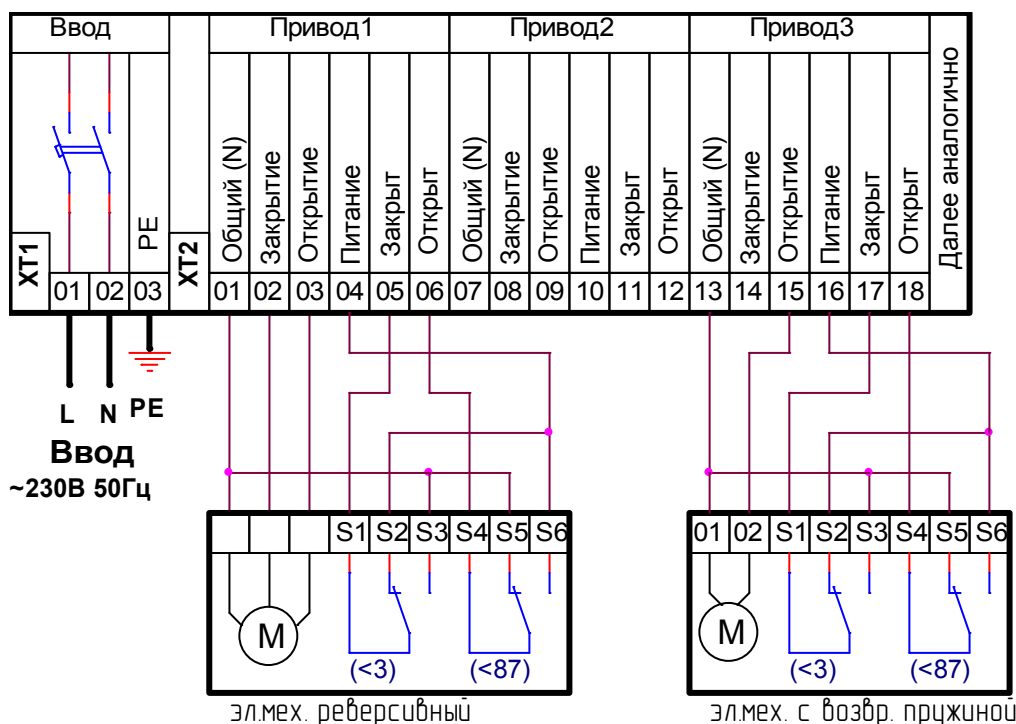 Ввод
Привод1
Привод2
Привод3
XT1
01
02
03
PE
XT2
Общий (N)
Закрытие
Открытие
Питание
Закрыт
Открыт
Общий (N)
Закрытие
Открытие
Питание
Закрыт
Открыт
Общий (N)
Закрытие
Открытие
Питание
Закрыт
Открыт
Далее аналогично
01 02 03 04 05 06 07 08 09 10 11 12 13 14 15 16 17 18
L N PE
Ввод
~230В 50Гц
S1 S2 S3 S4 S5 S6
M
(<3) (<87)
эл.мех. реверсивный
01 02 S1 S2 S3 S4 S5 S6
M
(<3) (<87)
эл.мех. с возвр. пружиной